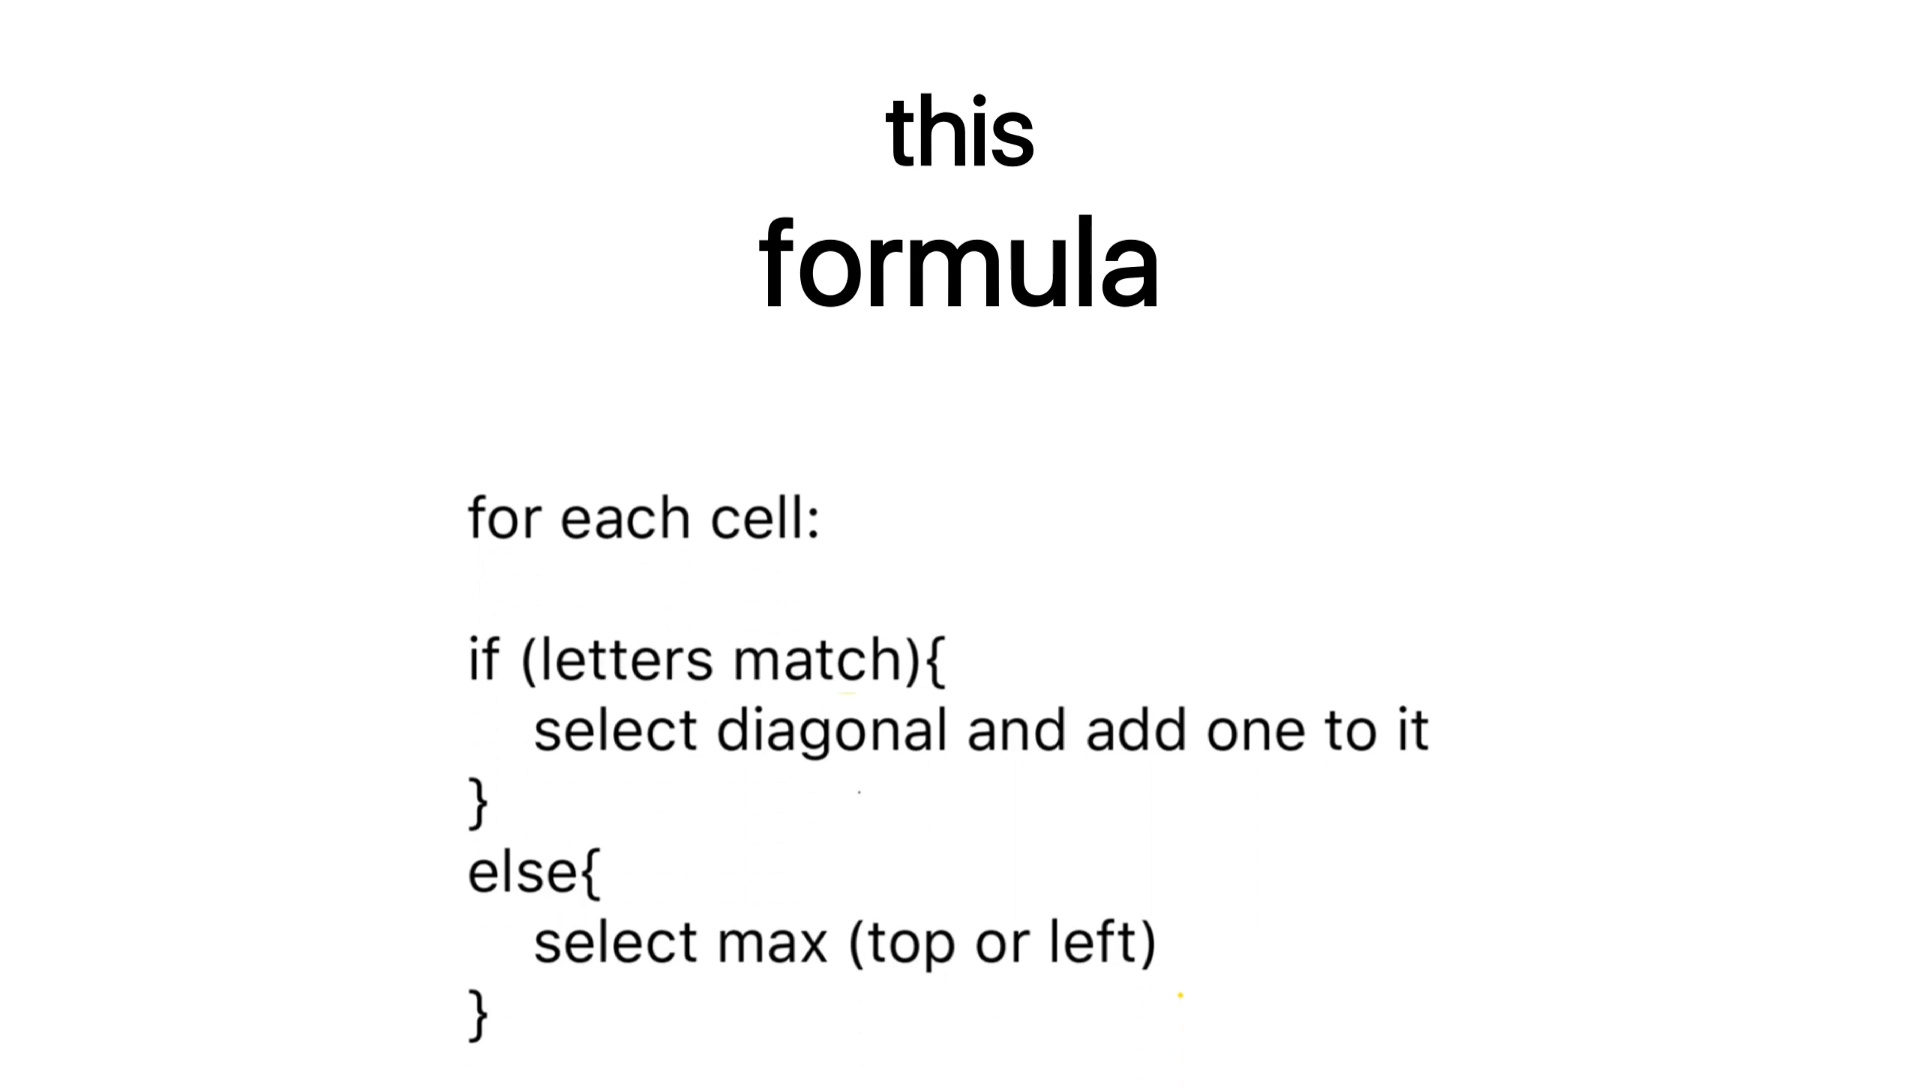 this
formula
for each cell:
if (letters match){
select diagonal and add one to it
}
else{
select max (top or left)
}